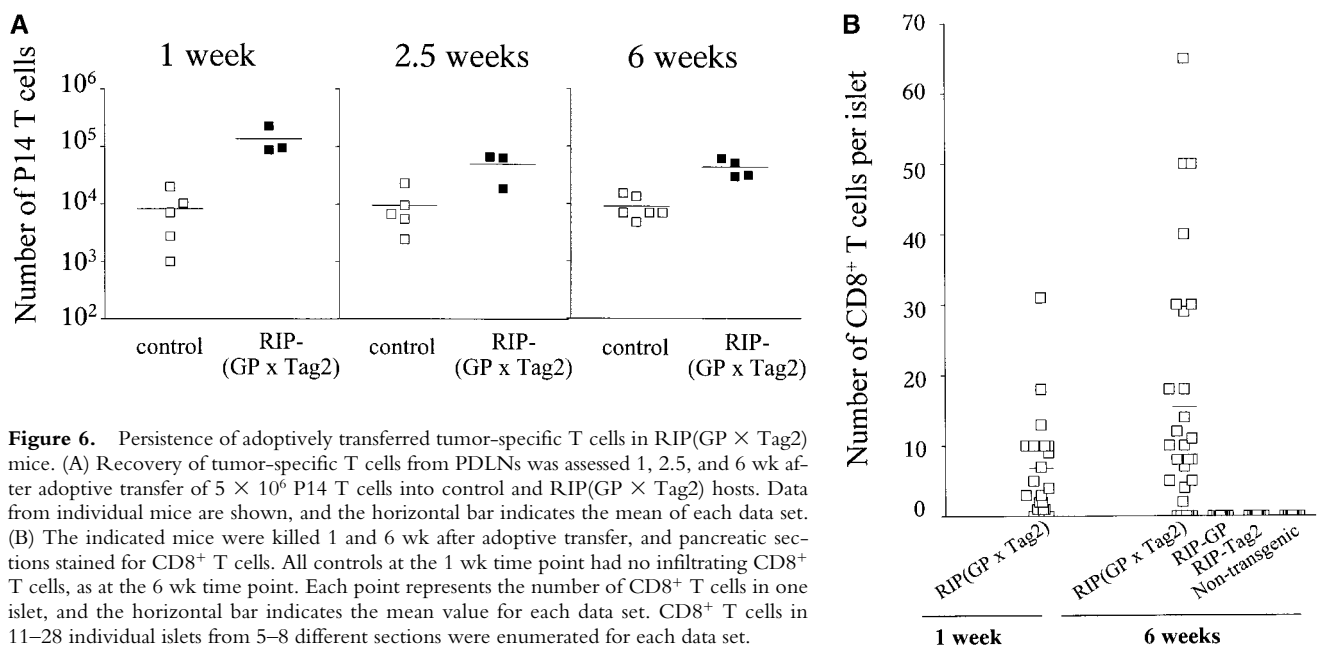 A
1 week
2.5 weeks
6 weeks
Number of P14 T cells
10⁶
10⁵
10⁴
10³
10²
control
RIP-
(GP x Tag2)
control
RIP-
(GP x Tag2)
control
RIP-
(GP x Tag2)
Figure 6. Persistence of adoptively transferred tumor-specific T cells in RIP(GP × Tag2)
mice. (A) Recovery of tumor-specific T cells from PDLNs was assessed 1, 2.5, and 6 wk af-
ter adoptive transfer of 5 × 10⁶ P14 T cells into control and RIP(GP × Tag2) hosts. Data
from individual mice are shown, and the horizontal bar indicates the mean of each data set.
(B) The indicated mice were killed 1 and 6 wk after adoptive transfer, and pancreatic sec-
tions stained for CD8⁺ T cells. All controls at the 1 wk time point had no infiltrating CD8⁺
T cells, as at the 6 wk time point. Each point represents the number of CD8⁺ T cells in one
islet, and the horizontal bar indicates the mean value for each data set. CD8⁺ T cells in
11–28 individual islets from 5–8 different sections were enumerated for each data set.
B
Number of CD8⁺ T cells per islet
70
60
50
40
30
20
10
0
RIP(GP x Tag2)
RIP(GP x Tag2)
RIP-GP
RIP-Tag2
Non-transgenic
1 week
6 weeks